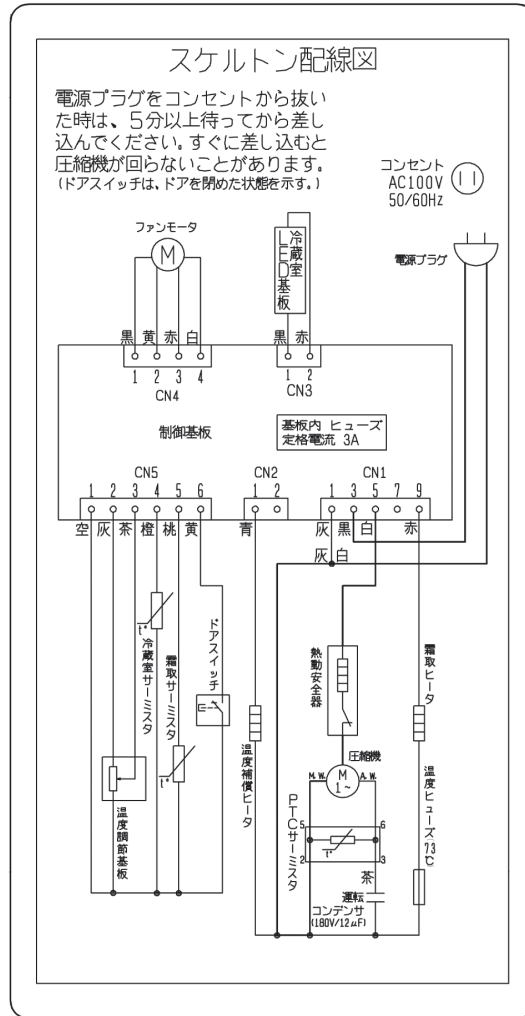 スケルトン配線図
電源プラグをコンセントから抜い
た時は、5分以上待ってから差し
込んでください。すぐに差し込むと
圧縮機が回らないことがあります。
(ドアスイッチは、ドアを閉めた状態を示す。)
コンセント
AC100V
50/60Hz
電源プラグ
ファンモータ
M
冷蔵室
LED基板
黒 黄 赤 白
1 2 3 4
CN4
黒 赤
1 2
CN3
制御基板
基板内 ヒューズ
定格電流 3A
CN5
1 2 3 4 5 6
空 灰 茶 橙 桃 黄
CN2
1 2
青
CN1
1 3 5 7 9
灰 黒 白 赤
灰 白
t°
冷蔵室サーミスタ
霜取サーミスタ
t°
ドアスイッチ
温度調節基板
温度補償ヒータ
熱動安全器
圧縮機
M.W.
M
1~
A.W.
PTCサーミスタ
5 6
t°
2 3
茶
運転
コンデンサ
(180V/12μF)
霜取ヒータ
温度ヒューズ(73℃)